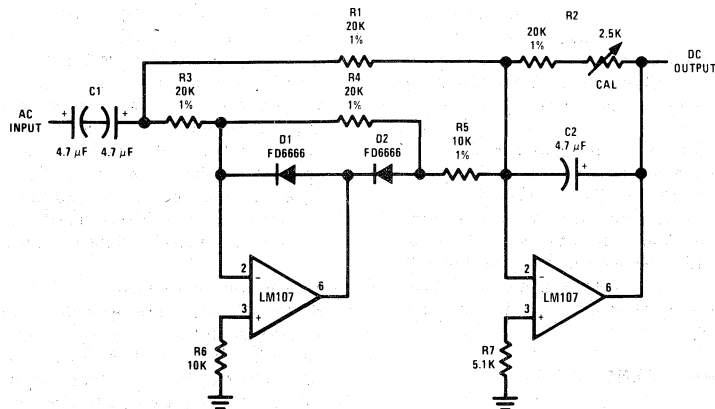 R1
20K
1%
R2
20K
1%
2.5K
CAL
DC
OUTPUT
AC
INPUT
C1
+
+
4.7 µF
4.7 µF
R3
20K
1%
R4
20K
1%
D1
FD6666
D2
FD6666
R5
10K
1%
C2
4.7 µF
+
2
−
LM107
6
3
+
R6
10K
2
−
LM107
6
3
+
R7
5.1K